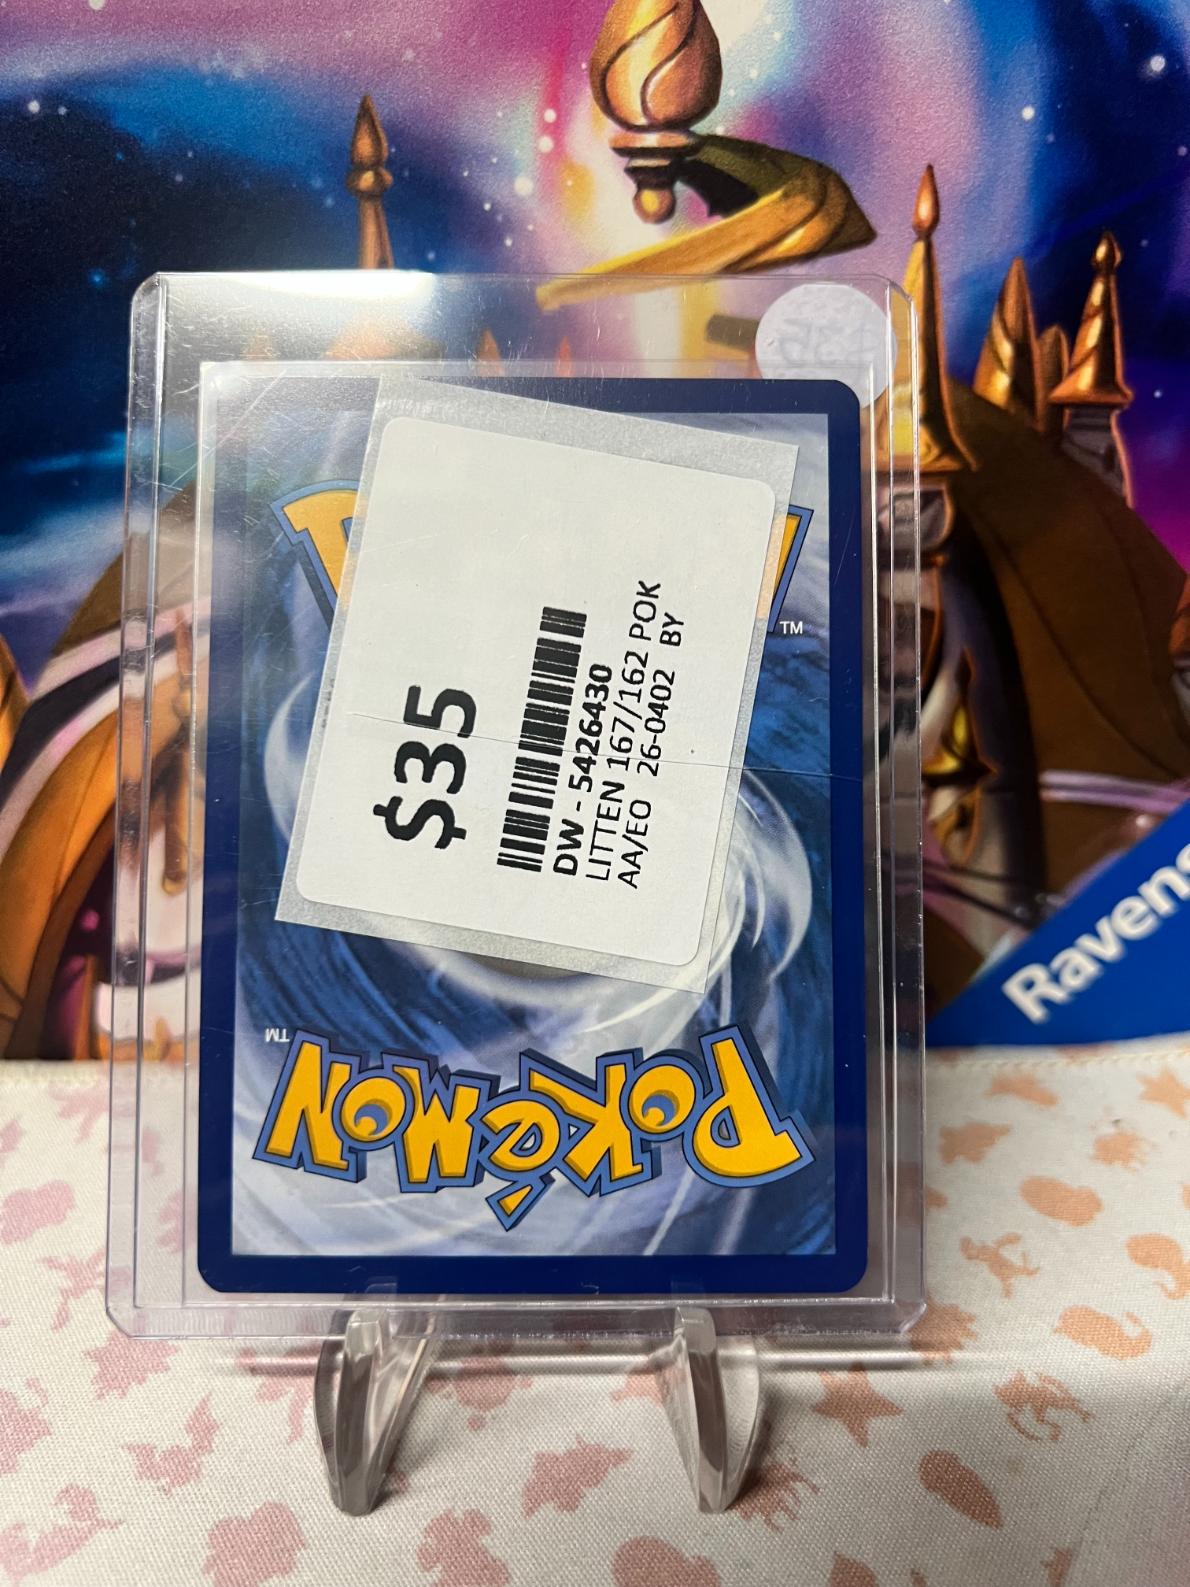 $35
DW - 5426430
LITTEN 167/162 POK
AA/EO 26-0402 BY
TM
POKéMON
TM
Ravens